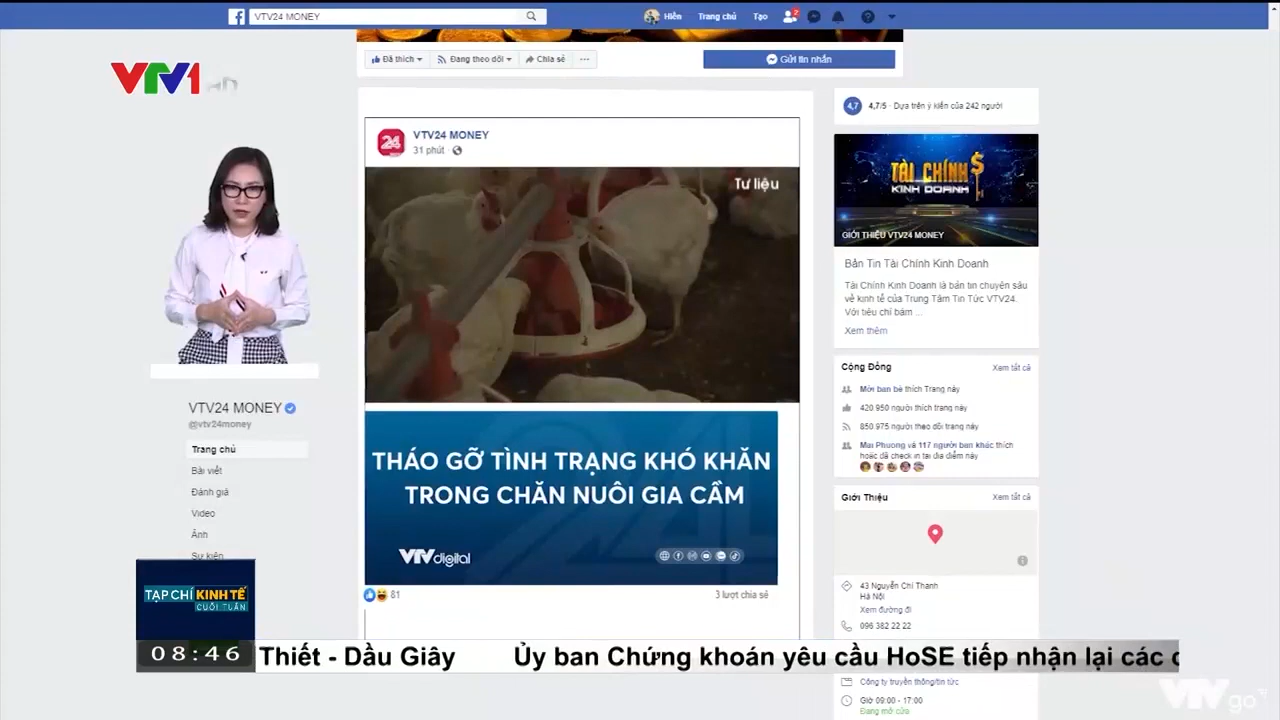 VTV24 MONEY
Hiền
Trang chủ
Tạo
2
VTV1
HD
Đã thích
Đang theo dõi
Chia sẻ
Gửi tin nhắn
24
VTV24 MONEY
31 phút
Tư liệu
THÁO GỠ TÌNH TRẠNG KHÓ KHĂN
TRONG CHĂN NUÔI GIA CẦM
VTVdigital
81
3 lượt chia sẻ
4,7
4,7/5 - Dựa trên ý kiến của 242 người
TÀI CHÍNH $
KINH DOANH
GIỚI THIỆU VTV24 MONEY
Bản Tin Tài Chính Kinh Doanh
Tài Chính Kinh Doanh là bản tin chuyên sâu
về kinh tế của Trung Tâm Tin Tức VTV24.
Với tiêu chí bám ...
Xem thêm
Cộng Đồng
Xem tất cả
Mời bạn bè thích Trang này
420 950 người thích trang này
850 975 người theo dõi trang này
Mai Phuong và 117 người bạn khác thích
hoặc đã check in tại địa điểm này
Giới Thiệu
Xem tất cả
43 Nguyễn Chí Thanh
Hà Nội
Xem đường đi
096 382 22 22
Công ty truyền thông/tin tức
Giờ 09:00 - 17:00
Đang mở cửa
VTV24 MONEY
@vtv24money
Trang chủ
Bài viết
Đánh giá
Video
Ảnh
Sự kiện
TẠP CHÍ KINH TẾ
CUỐI TUẦN
08:46
Thiết - Dầu Giây
Ủy ban Chứng khoán yêu cầu HoSE tiếp nhận lại các
VTVgo